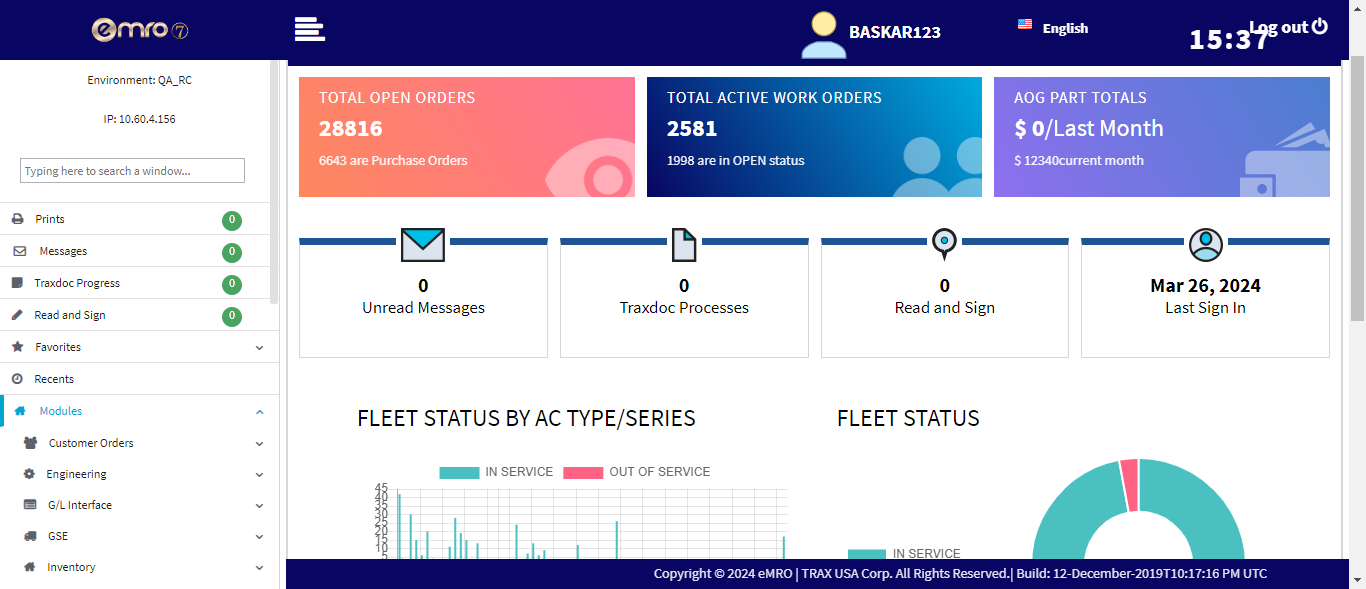 emro 7
BASKAR123
English
15:37
Log out
Environment: QA_RC
IP: 10.60.4.156
Typing here to search a window...
Prints 0
Messages 0
Traxdoc Progress 0
Read and Sign 0
Favorites
Recents
Modules
Customer Orders
Engineering
G/L Interface
GSE
Inventory
TOTAL OPEN ORDERS
28816
6643 are Purchase Orders
TOTAL ACTIVE WORK ORDERS
2581
1998 are in OPEN status
AOG PART TOTALS
$ 0/Last Month
$ 12340current month
0
Unread Messages
0
Traxdoc Processes
0
Read and Sign
Mar 26, 2024
Last Sign In
FLEET STATUS BY AC TYPE/SERIES
IN SERVICE OUT OF SERVICE
45
40
35
30
25
20
15
10
5
FLEET STATUS
IN SERVICE
Copyright © 2024 eMRO | TRAX USA Corp. All Rights Reserved.| Build: 12-December-2019T10:17:16 PM UTC